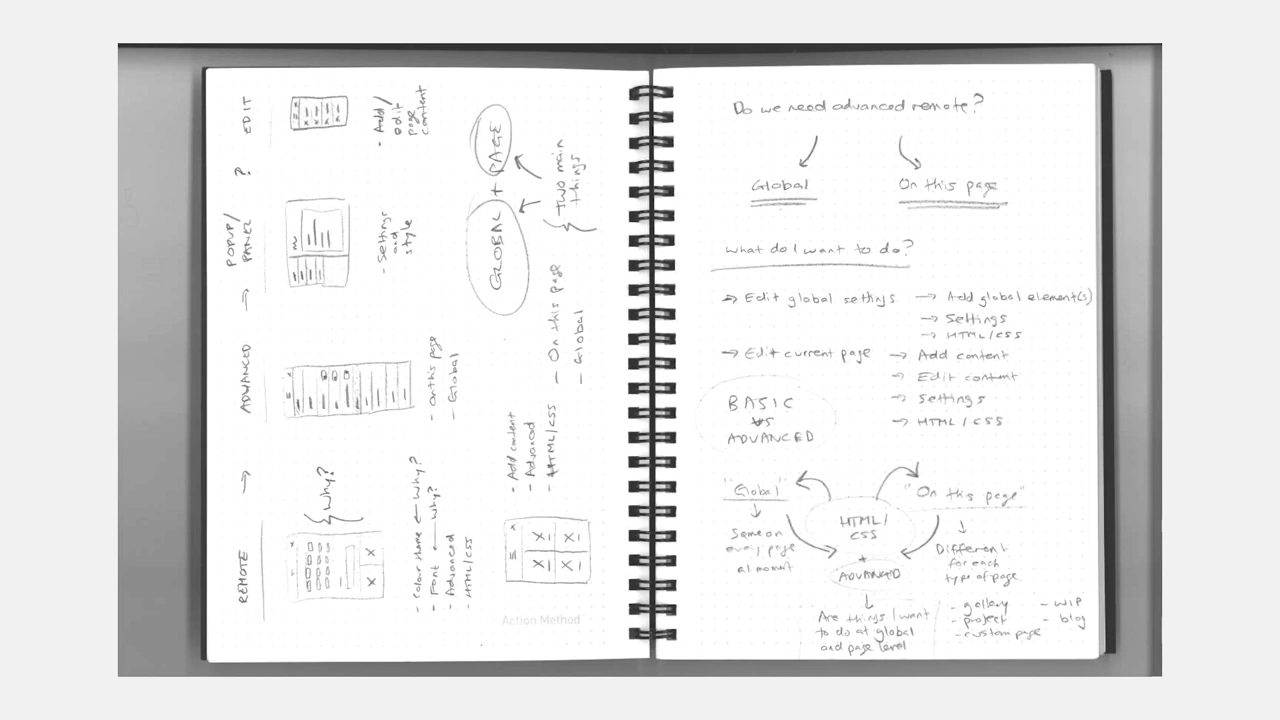 REMOTE → ADVANCED → POPUP/ PANEL ? EDIT
{ Why?
- Colour theme ← Why?
- Font ← Why?
- Advanced
- HTML/CSS
- On this page
- Global
- Settings
and
style
- Add/
edit
page
content
- Add content
- Advanced
- HTML/CSS
- On this page
- Global
GLOBAL + PAGE
{ TWO main
things
Action Method
Do we need advanced remote?
Global
On this page
What do I want to do?
→ Edit global settings
→ Add global element(s)
→ Settings
→ HTML/CSS
→ Edit current page
→ Add content
→ Edit content
→ Settings
→ HTML/CSS
BASIC
VS
ADVANCED
"Global"
Same on
every page
at moment
HTML/
CSS
+
ADVANCED
Are things I want
to do at global
and page level
"On this page"
Different
for each
type of page
- gallery
- project
- custom page
- WIP
- blog